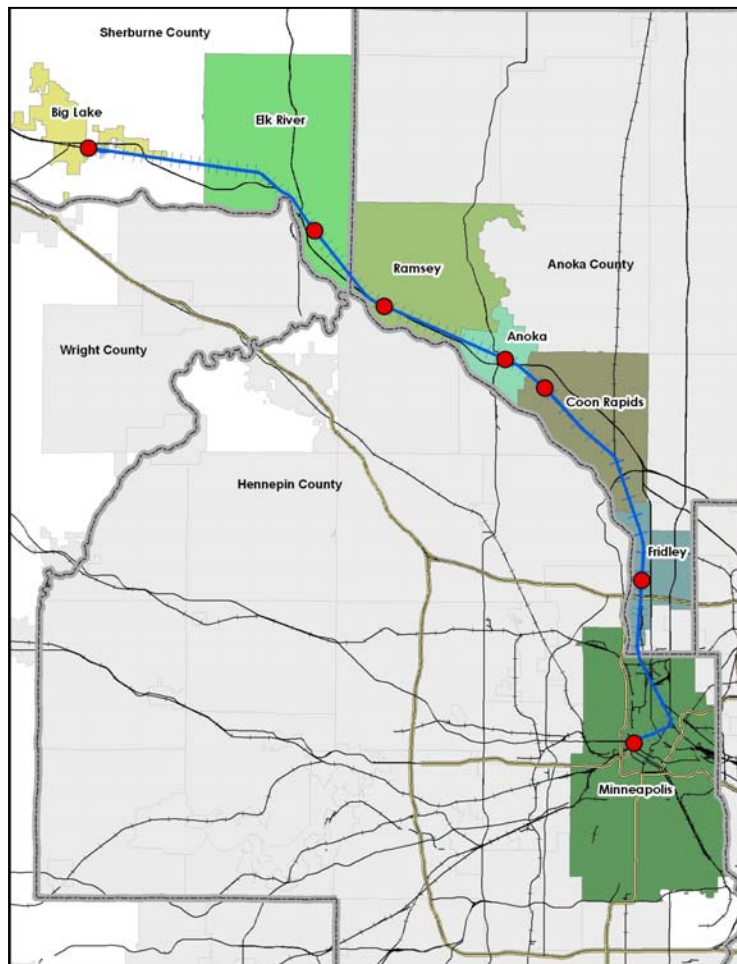 Sherburne County
Big Lake
Elk River
Ramsey
Anoka County
Anoka
Wright County
Coon Rapids
Hennepin County
Fridley
Minneapolis